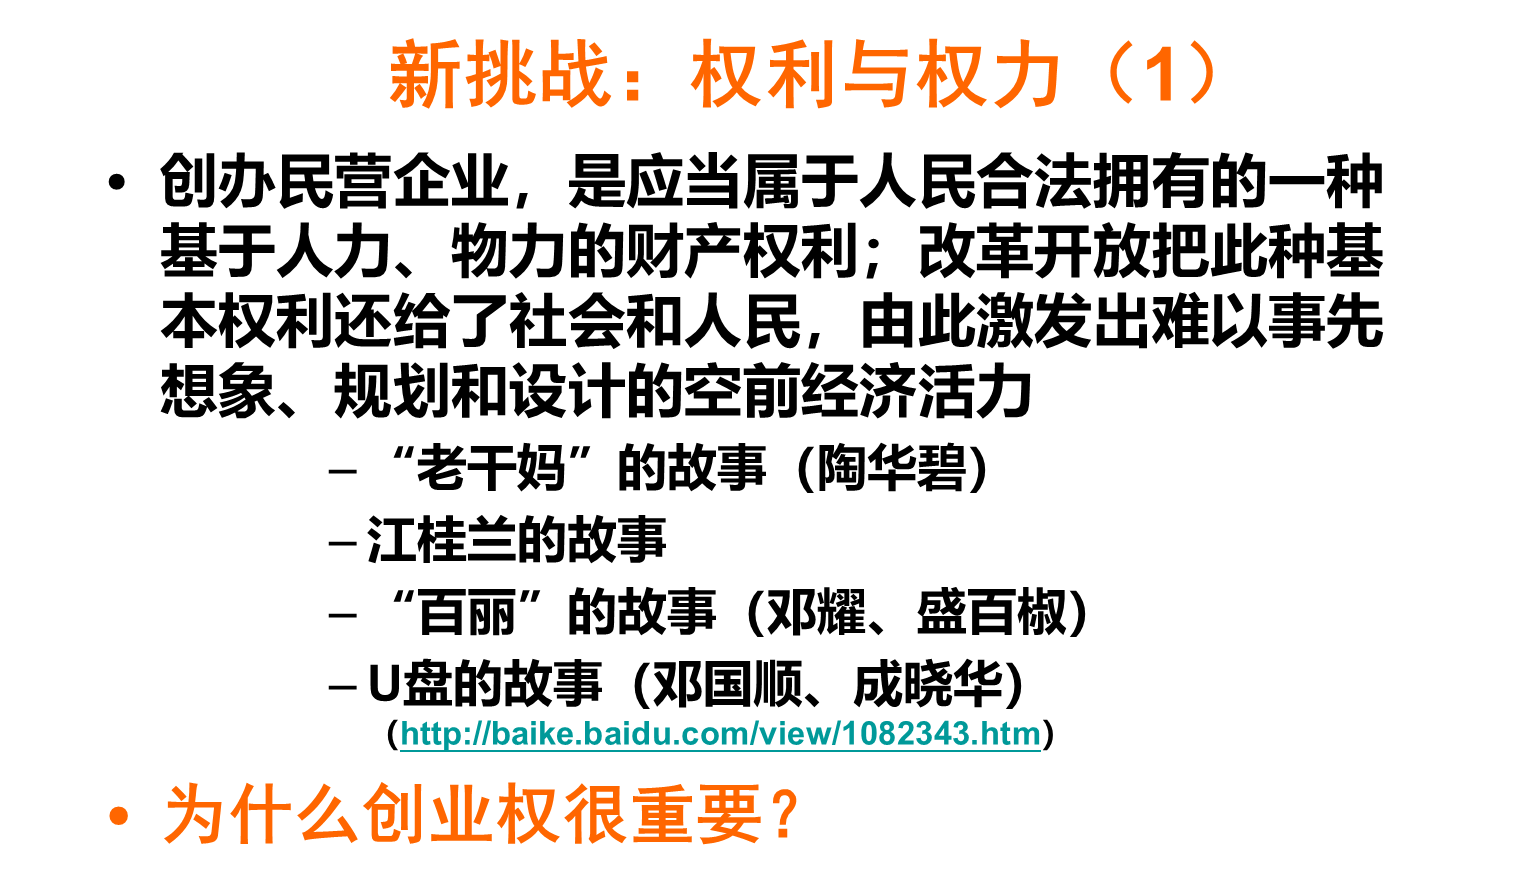 新挑战：权利与权力（1）
• 创办民营企业，是应当属于人民合法拥有的一种
基于人力、物力的财产权利；改革开放把此种基
本权利还给了社会和人民，由此激发出难以事先
想象、规划和设计的空前经济活力
– “老干妈”的故事（陶华碧）
– 江桂兰的故事
– “百丽”的故事（邓耀、盛百椒）
– U盘的故事（邓国顺、成晓华）
（http://baike.baidu.com/view/1082343.htm）
• 为什么创业权很重要？